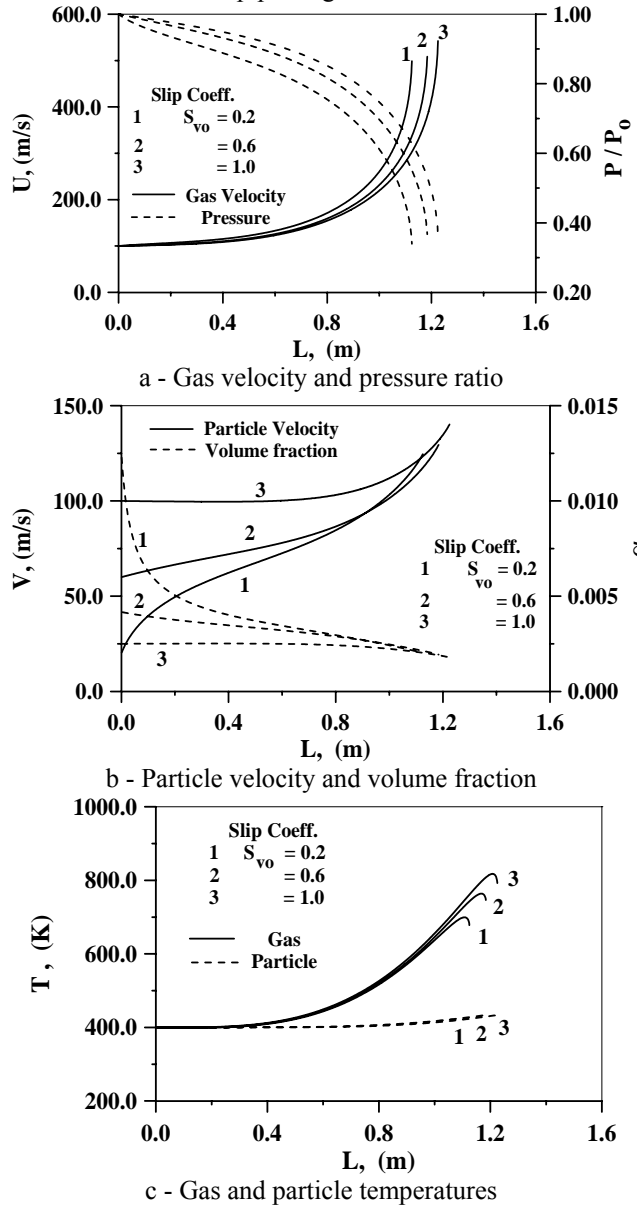 600.0
400.0
200.0
0.0
U, (m/s)
1.00
0.80
0.60
0.40
0.20
P / P_o
1 2 3
Slip Coeff.
1 S_vo = 0.2
2 = 0.6
3 = 1.0
Gas Velocity
Pressure
0.0 0.4 0.8 1.2 1.6
L, (m)
a - Gas velocity and pressure ratio
150.0
100.0
50.0
0.0
V, (m/s)
0.015
0.010
0.005
0.000
Particle Velocity
Volume fraction
3
1
2
1
2
3
Slip Coeff.
1 S_vo = 0.2
2 = 0.6
3 = 1.0
0.0 0.4 0.8 1.2 1.6
L, (m)
b - Particle velocity and volume fraction
1000.0
800.0
600.0
400.0
200.0
T , (K)
Slip Coeff.
1 S_vo = 0.2
2 = 0.6
3 = 1.0
Gas
Particle
3
2
1
1 2 3
0.0 0.4 0.8 1.2 1.6
L, (m)
c - Gas and particle temperatures